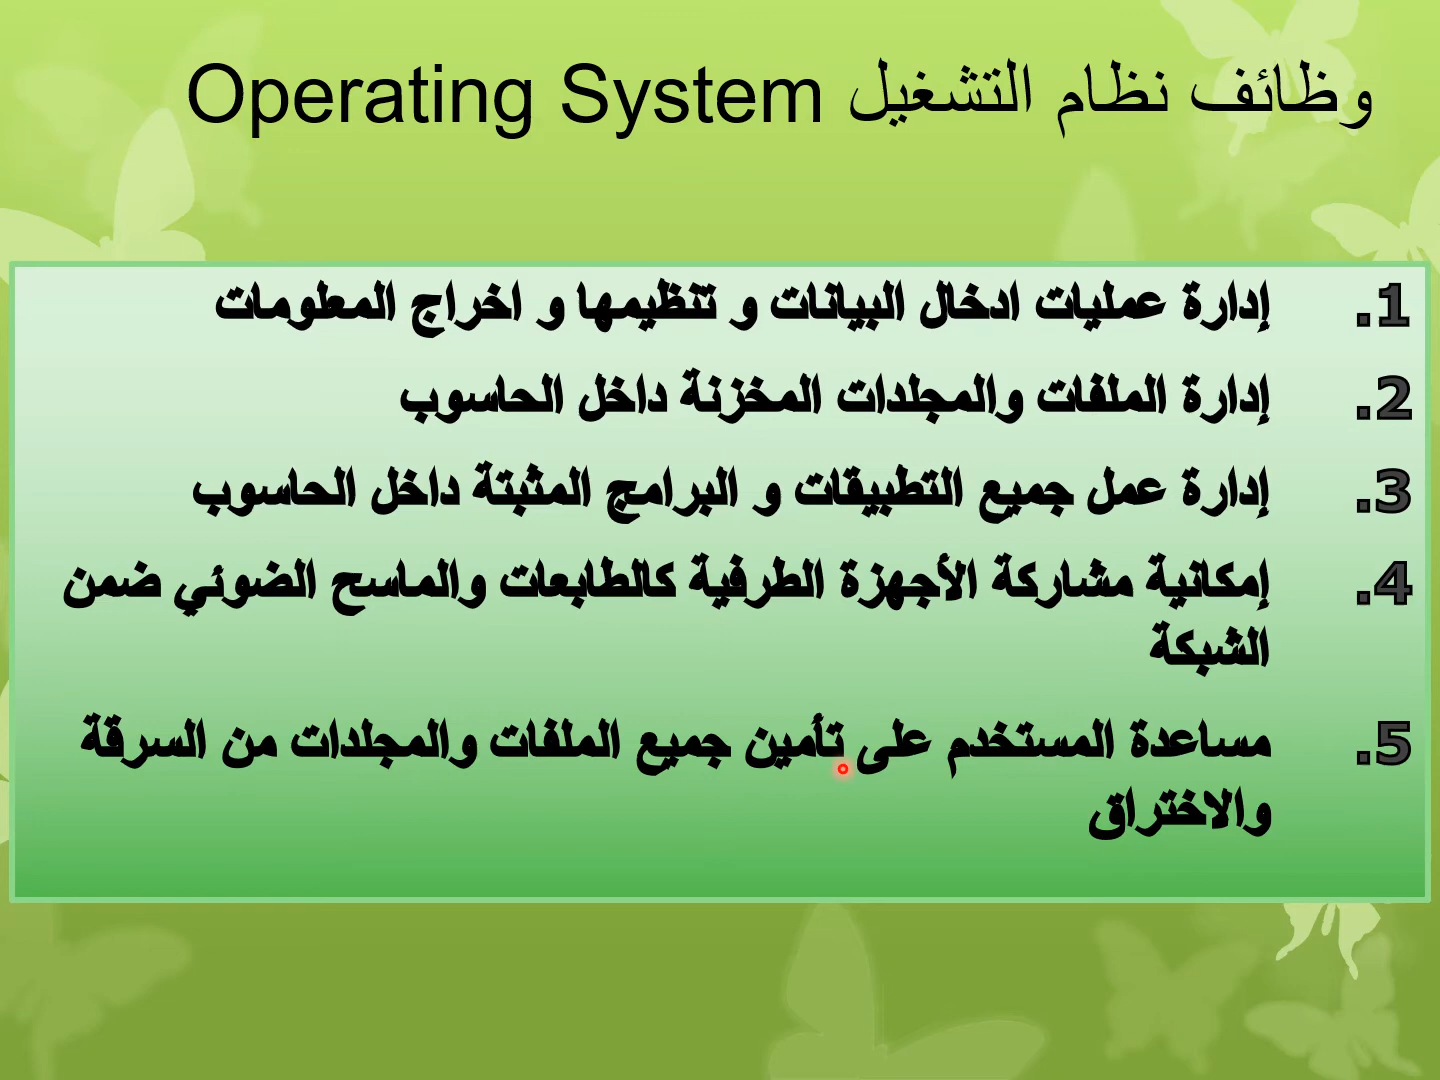 وظائف نظام التشغيل Operating System
1. إدارة عمليات ادخال البيانات و تنظيمها و اخراج المعلومات
2. إدارة الملفات والمجلدات المخزنة داخل الحاسوب
3. إدارة عمل جميع التطبيقات و البرامج المثبتة داخل الحاسوب
4. إمكانية مشاركة الأجهزة الطرفية كالطابعات والماسح الضوئي ضمن
الشبكة
5. مساعدة المستخدم على تأمين جميع الملفات والمجلدات من السرقة
والاختراق